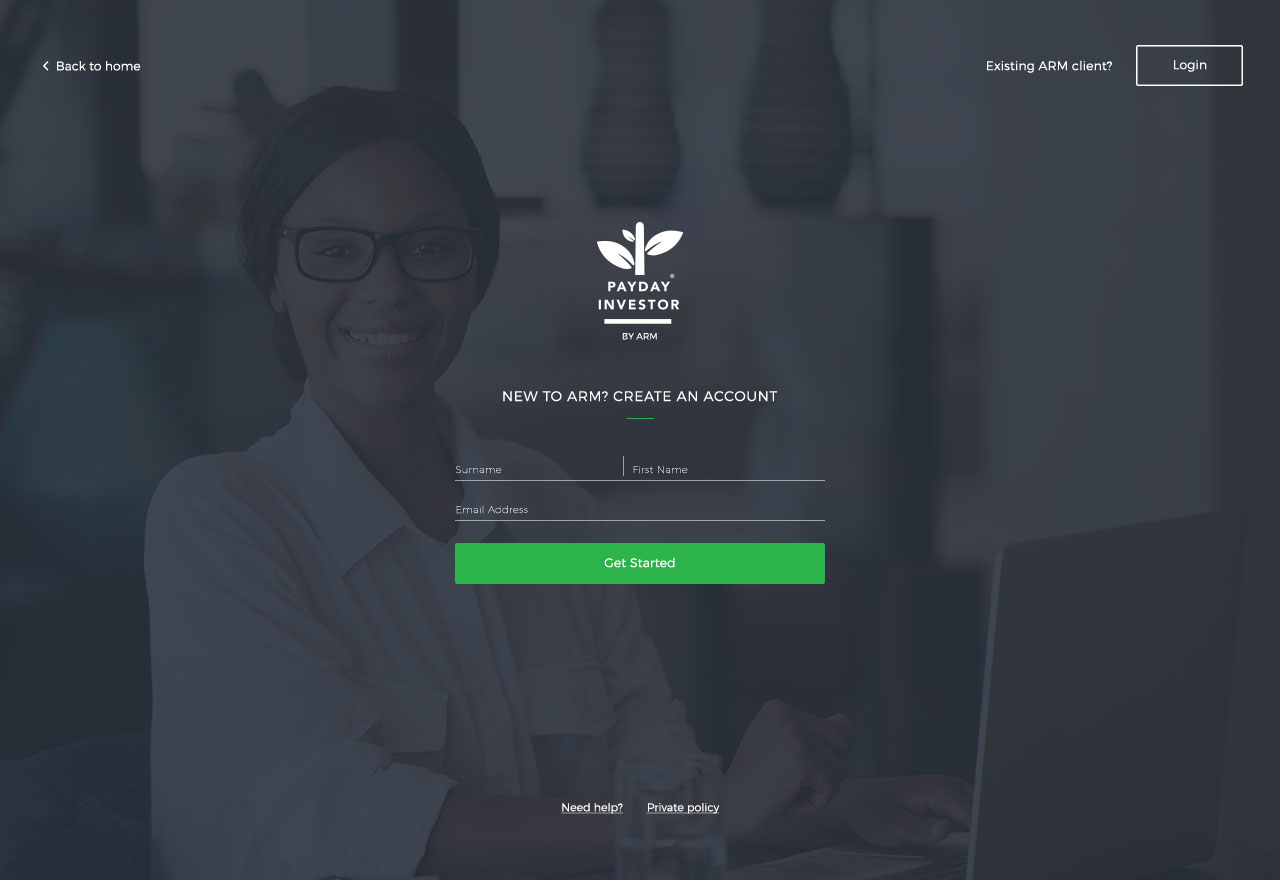 Back to home
Existing ARM client?
Login
PAYDAY
INVESTOR
®
BY ARM
NEW TO ARM? CREATE AN ACCOUNT
Surname
First Name
Email Address
Get Started
Need help?
Private policy